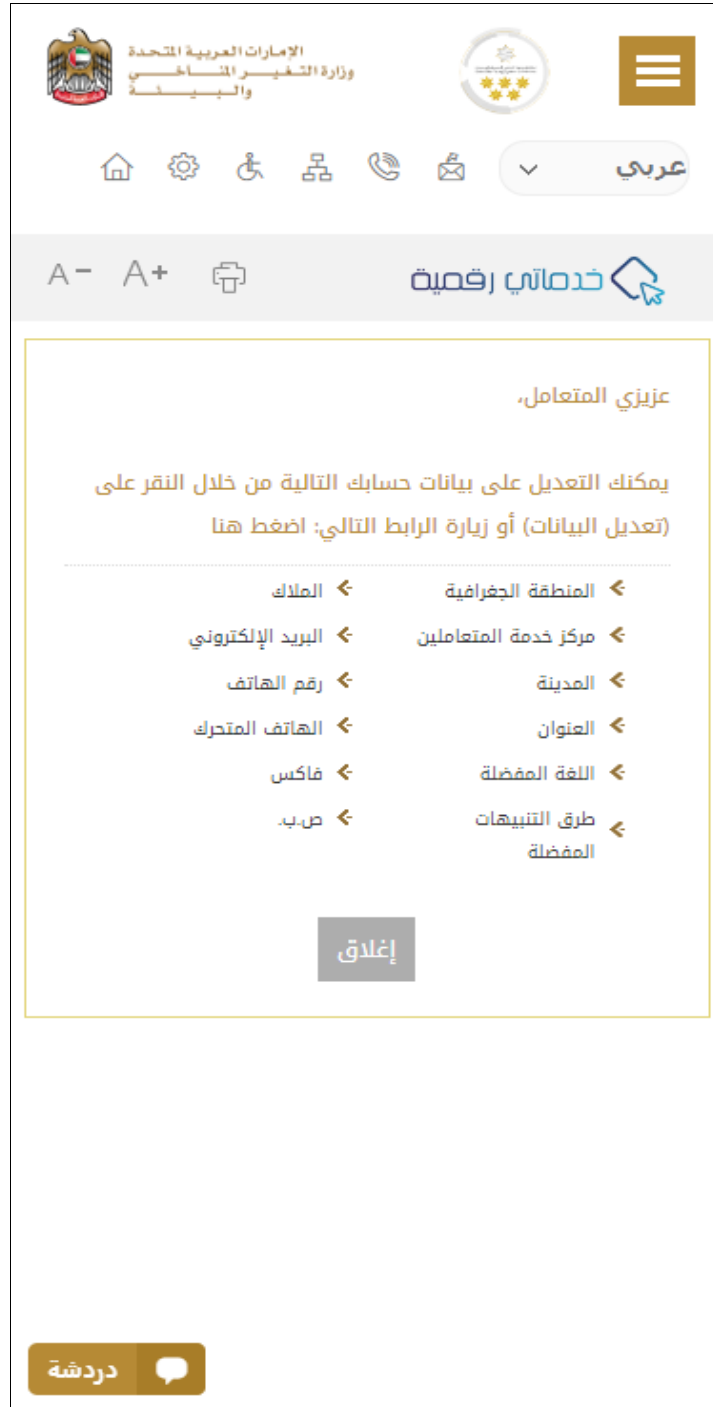 الإمارات العربية المتحدة
وزارة التغيير المناخي
والبيئة
عربي
A- A+
خدماتي رقمية
عزيزي المتعامل،
يمكنك التعديل على بيانات حسابك التالية من خلال النقر على
(تعديل البيانات) أو زيارة الرابط التالي: اضغط هنا
المنطقة الجغرافية
الملاك
مركز خدمة المتعاملين
البريد الإلكتروني
المدينة
رقم الهاتف
العنوان
الهاتف المتحرك
اللغة المفضلة
فاكس
طرق التنبيهات
المفضلة
ص.ب.
إغلاق
دردشة